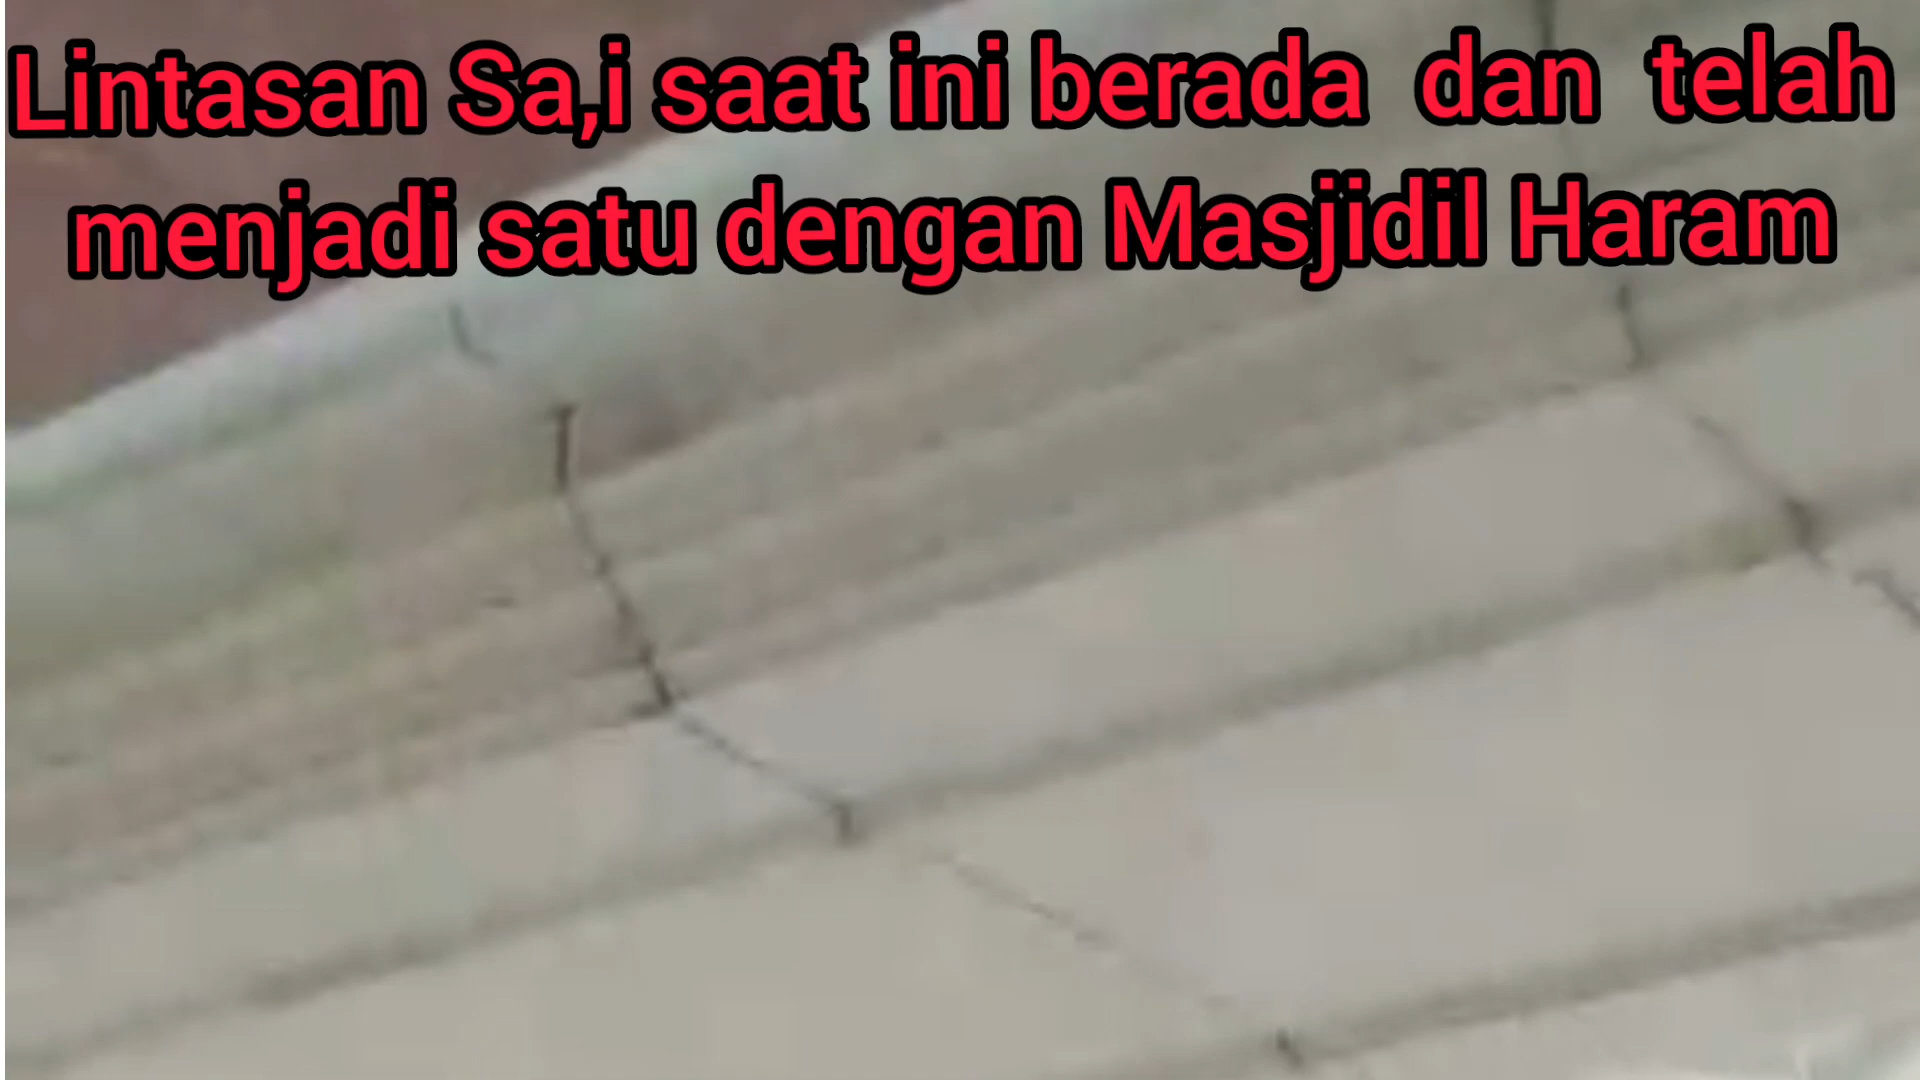 Lintasan Sa,i saat ini berada dan telah
menjadi satu dengan Masjidil Haram